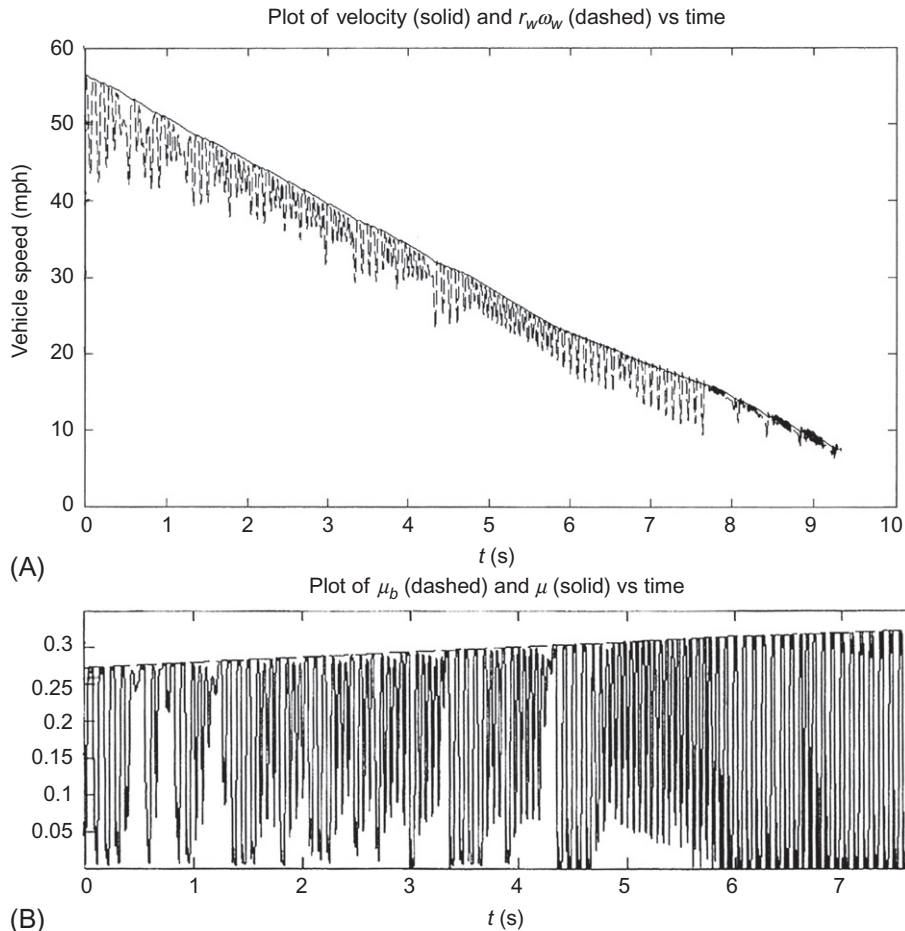 Plot of velocity (solid) and r_wω_w (dashed) vs time
60
50
40
30
20
10
0
Vehicle speed (mph)
0 1 2 3 4 5 6 7 8 9 10
t (s)
(A)
Plot of μ_b (dashed) and μ (solid) vs time
0.3
0.25
0.2
0.15
0.1
0.05
0 1 2 3 4 5 6 7
t (s)
(B)